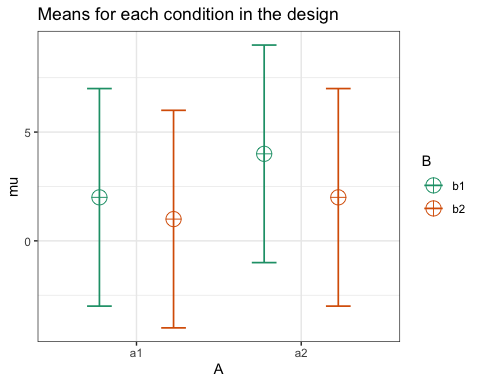 Means for each condition in the design
mu
5
0
a1
a2
A
B
b1
b2